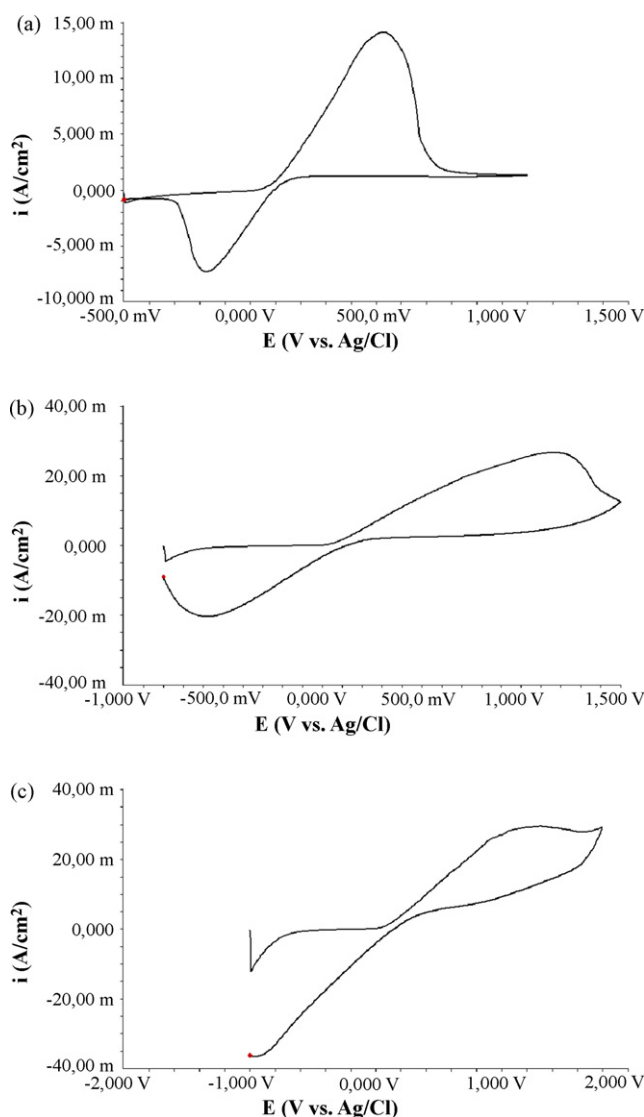 (a)
15,00 m
10,00 m
5,000 m
0,000 m
-5,000 m
-10,000 m
-500,0 mV 0,000 V 500,0 mV 1,000 V 1,500 V
i (A/cm²)
E (V vs. Ag/Cl)
(b)
40,00 m
20,00 m
0,000
-20,00 m
-40,00 m
-1,000 V -500,0 mV 0,000 V 500,0 mV 1,000 V 1,500 V
i (A/cm²)
E (V vs. Ag/Cl)
(c)
40,00 m
20,00 m
0,000 m
-20,00 m
-40,00 m
-2,000 V -1,000 V 0,000 V 1,000 V 2,000 V
i (A/cm²)
E (V vs. Ag/Cl)